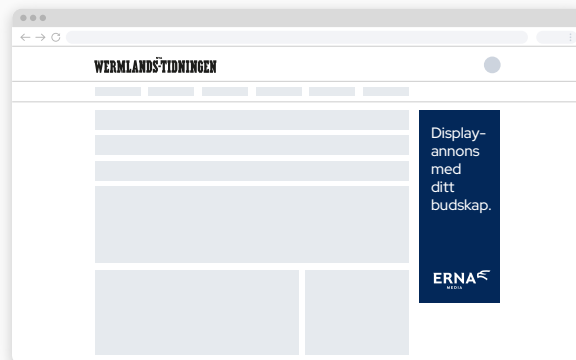 WERMLANDS-TIDNINGEN
Display-
annons
med
ditt
budskap.
ERNA
MEDIA